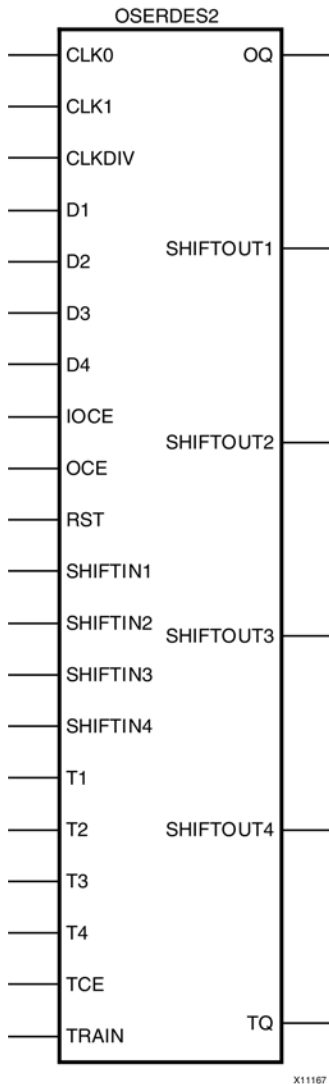 OSERDES2
CLK0 OQ
CLK1
CLKDIV
D1
SHIFTOUT1
D2
D3
D4
IOCE
SHIFTOUT2
OCE
RST
SHIFTIN1
SHIFTIN2
SHIFTOUT3
SHIFTIN3
SHIFTIN4
T1
T2 SHIFTOUT4
T3
T4
TCE
TQ
TRAIN
X11167